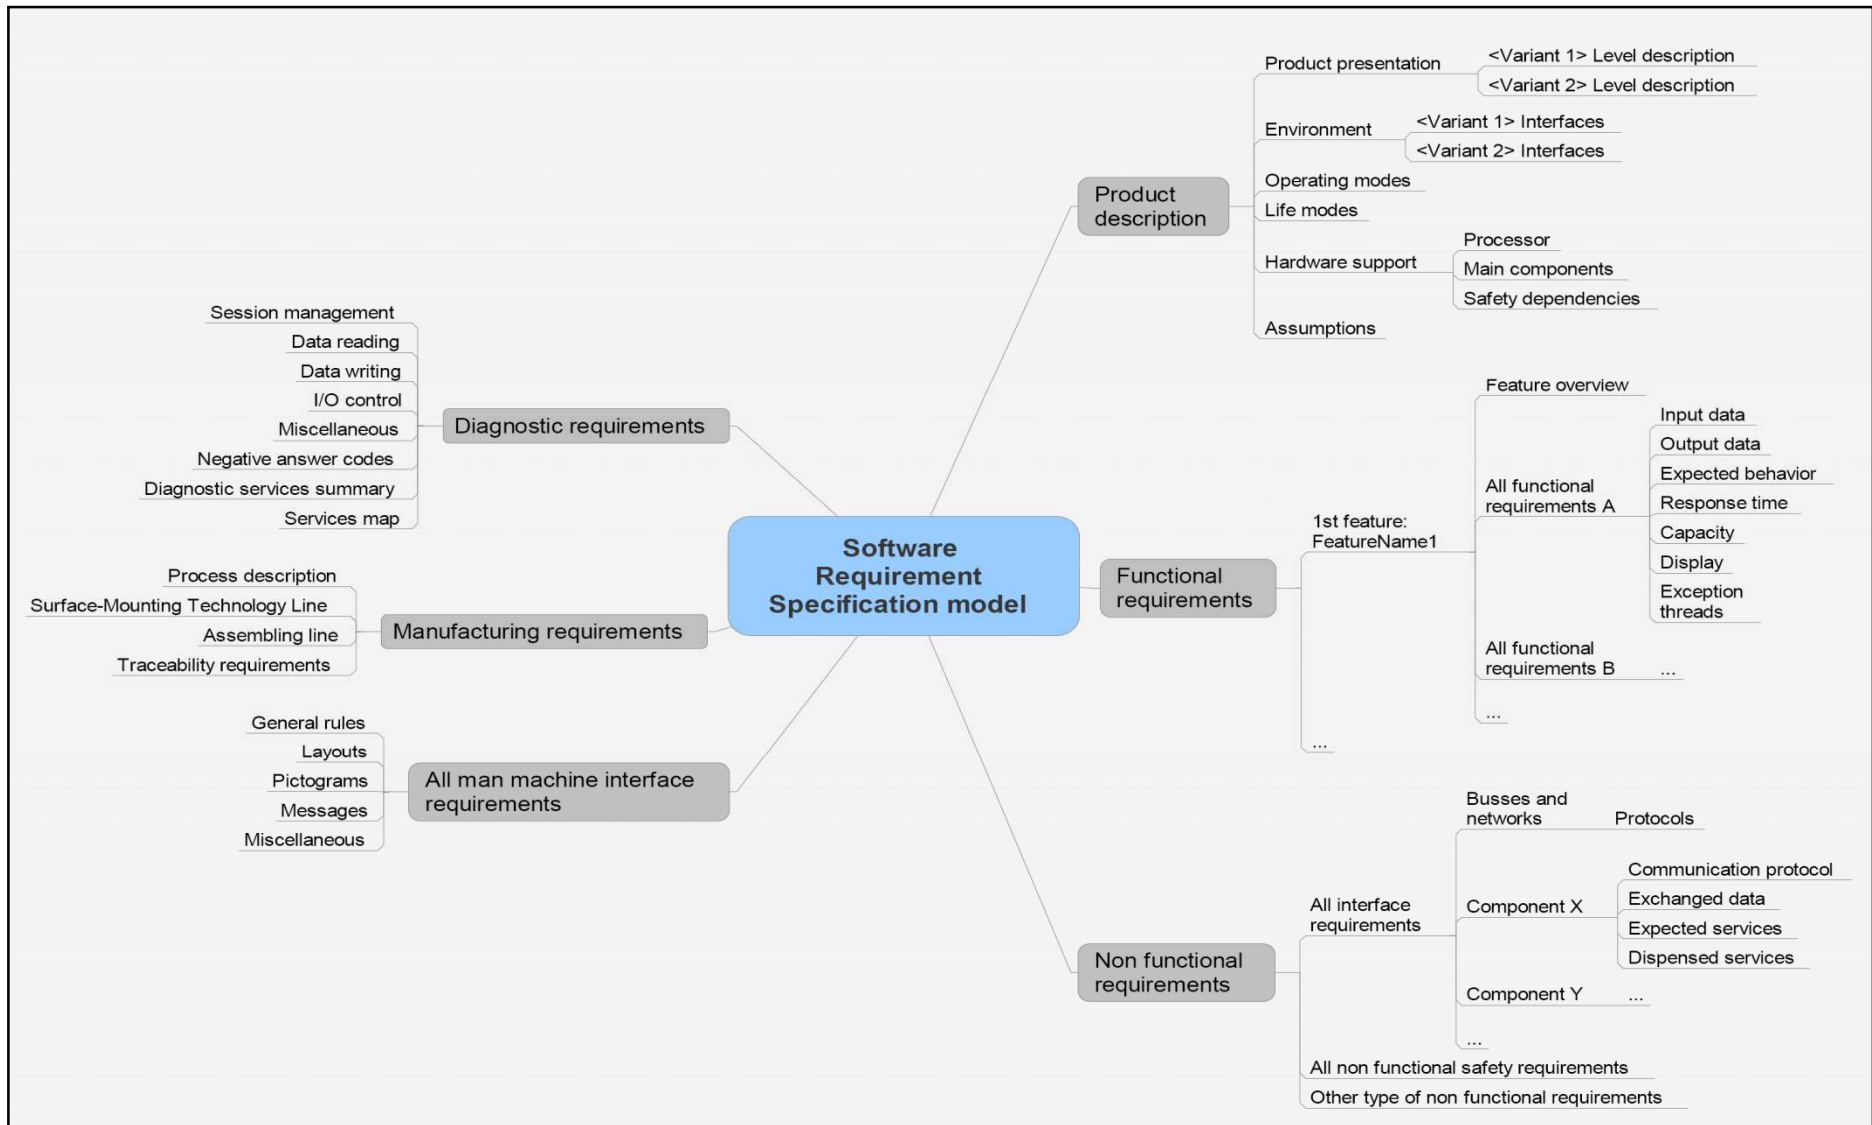 Software
Requirement
Specification model
Product
description
Product presentation
<Variant 1> Level description
<Variant 2> Level description
Environment
<Variant 1> Interfaces
<Variant 2> Interfaces
Operating modes
Life modes
Hardware support
Processor
Main components
Safety dependencies
Assumptions
Functional
requirements
1st feature:
FeatureName1
Feature overview
All functional
requirements A
Input data
Output data
Expected behavior
Response time
Capacity
Display
Exception
threads
All functional
requirements B
...
...
...
Non functional
requirements
All interface
requirements
Busses and
networks
Protocols
Component X
Communication protocol
Exchanged data
Expected services
Dispensed services
Component Y
...
...
All non functional safety requirements
Other type of non functional requirements
Diagnostic requirements
Session management
Data reading
Data writing
I/O control
Miscellaneous
Negative answer codes
Diagnostic services summary
Services map
Manufacturing requirements
Process description
Surface-Mounting Technology Line
Assembling line
Traceability requirements
All man machine interface
requirements
General rules
Layouts
Pictograms
Messages
Miscellaneous